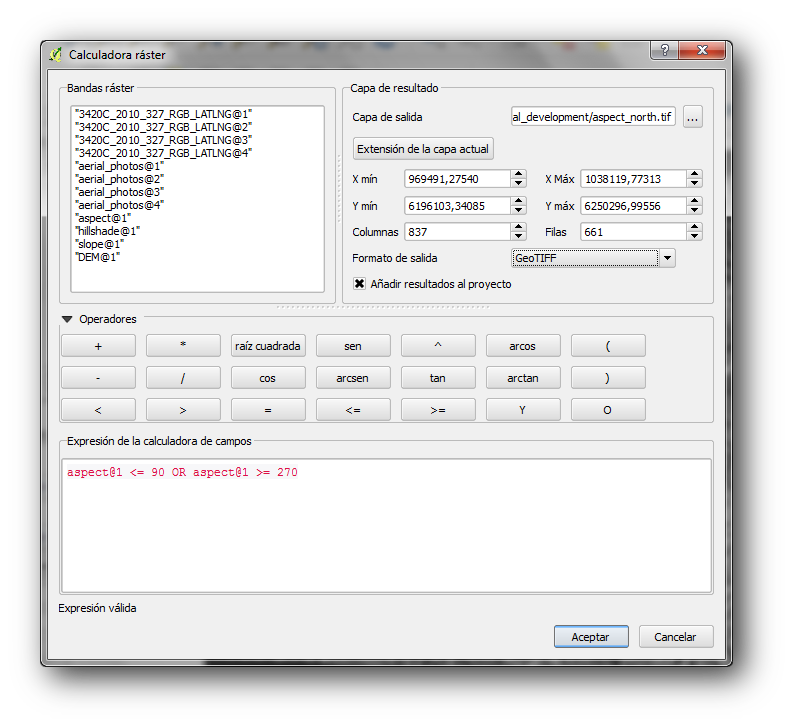 Calculadora ráster
?
Bandas ráster
"3420C_2010_327_RGB_LATLNG@1"
"3420C_2010_327_RGB_LATLNG@2"
"3420C_2010_327_RGB_LATLNG@3"
"3420C_2010_327_RGB_LATLNG@4"
"aerial_photos@1"
"aerial_photos@2"
"aerial_photos@3"
"aerial_photos@4"
"aspect@1"
"hillshade@1"
"slope@1"
"DEM@1"
Capa de resultado
Capa de salida al_development/aspect_north.tif ...
Extensión de la capa actual
X mín 969491,27540 X Máx 1038119,77313
Y mín 6196103,34085 Y máx 6250296,99556
Columnas 837 Filas 661
Formato de salida GeoTIFF
Añadir resultados al proyecto
Operadores
+ * raíz cuadrada sen ^ arcos (
- / cos arcsen tan arctan )
< > = <= >= Y O
Expresión de la calculadora de campos
aspect@1 <= 90 OR aspect@1 >= 270
Expresión válida
Aceptar Cancelar